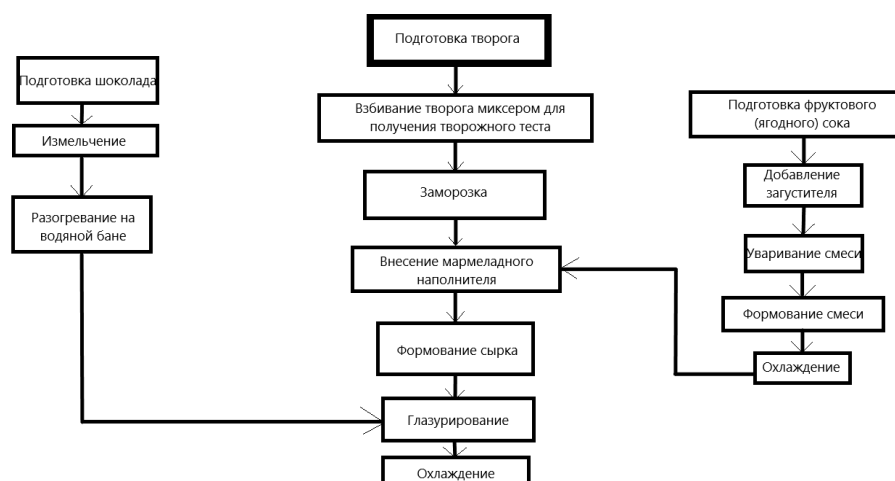 Подготовка творога
Подготовка шоколада
Взбивание творога миксером для
получения творожного теста
Подготовка фруктового
(ягодного) сока
Измельчение
Добавление
загустителя
Заморозка
Разогревание на
водяной бане
Уваривание смеси
Внесение мармеладного
наполнителя
Формование смеси
Формование сырка
Охлаждение
Глазурирование
Охлаждение